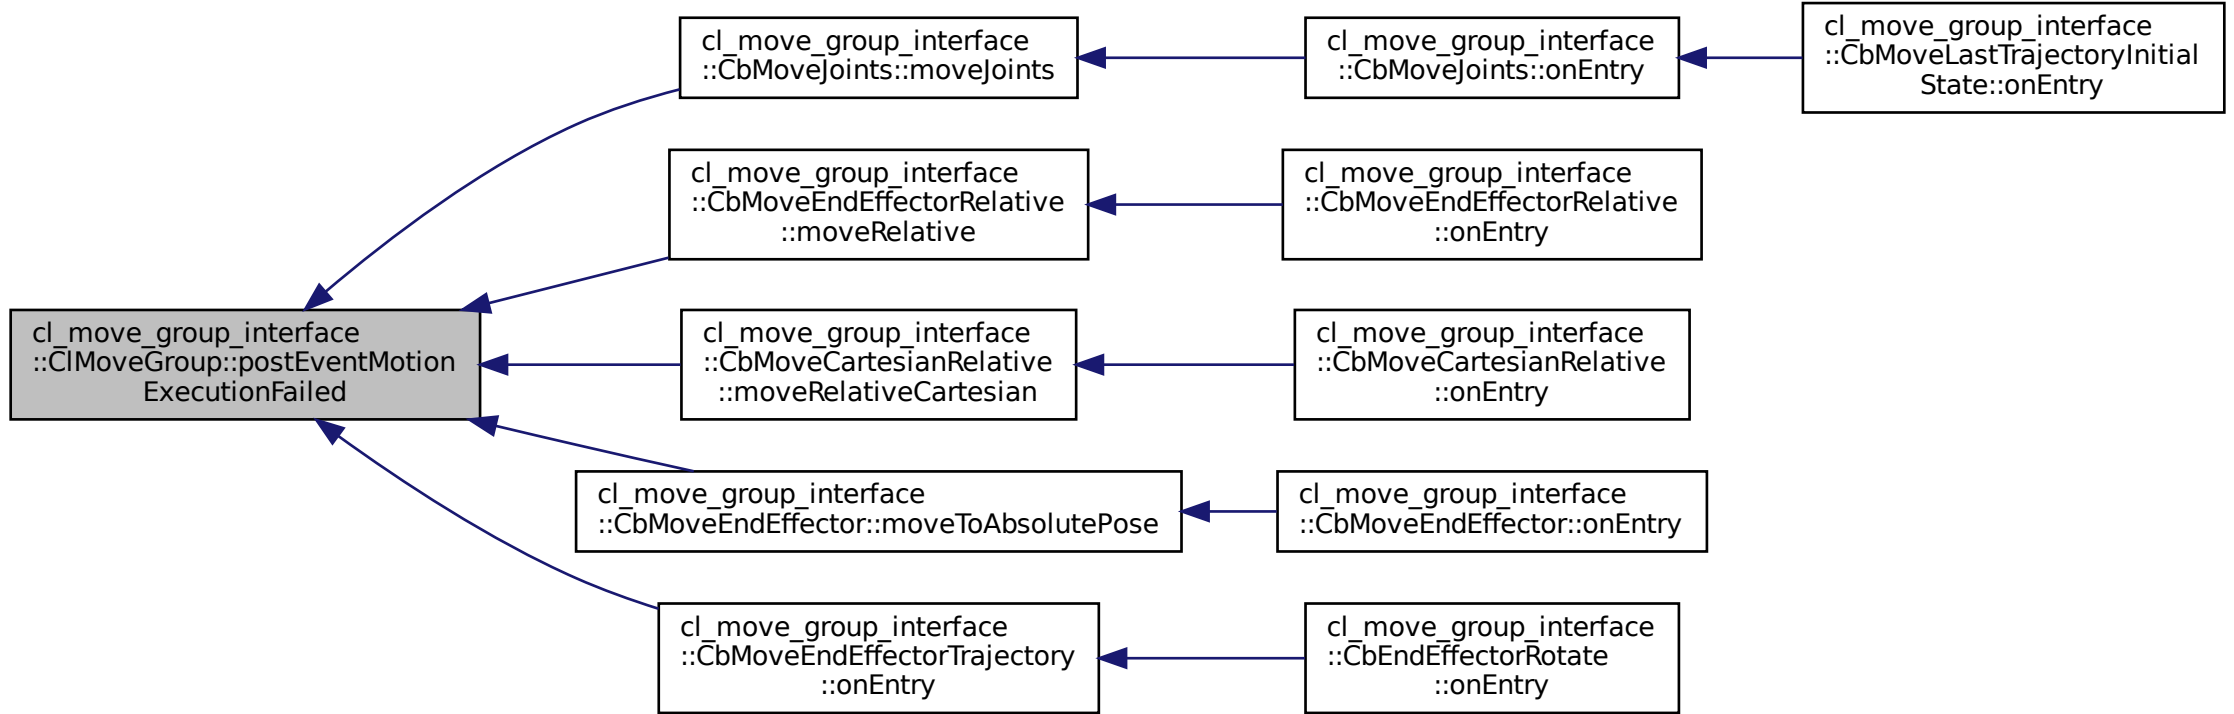 cl_move_group_interface
::ClMoveGroup::postEventMotion
ExecutionFailed
cl_move_group_interface
::CbMoveJoints::moveJoints
cl_move_group_interface
::CbMoveJoints::onEntry
cl_move_group_interface
::CbMoveLastTrajectoryInitial
State::onEntry
cl_move_group_interface
::CbMoveEndEffectorRelative
::moveRelative
cl_move_group_interface
::CbMoveEndEffectorRelative
::onEntry
cl_move_group_interface
::CbMoveCartesianRelative
::moveRelativeCartesian
cl_move_group_interface
::CbMoveCartesianRelative
::onEntry
cl_move_group_interface
::CbMoveEndEffector::moveToAbsolutePose
cl_move_group_interface
::CbMoveEndEffector::onEntry
cl_move_group_interface
::CbMoveEndEffectorTrajectory
::onEntry
cl_move_group_interface
::CbEndEffectorRotate
::onEntry